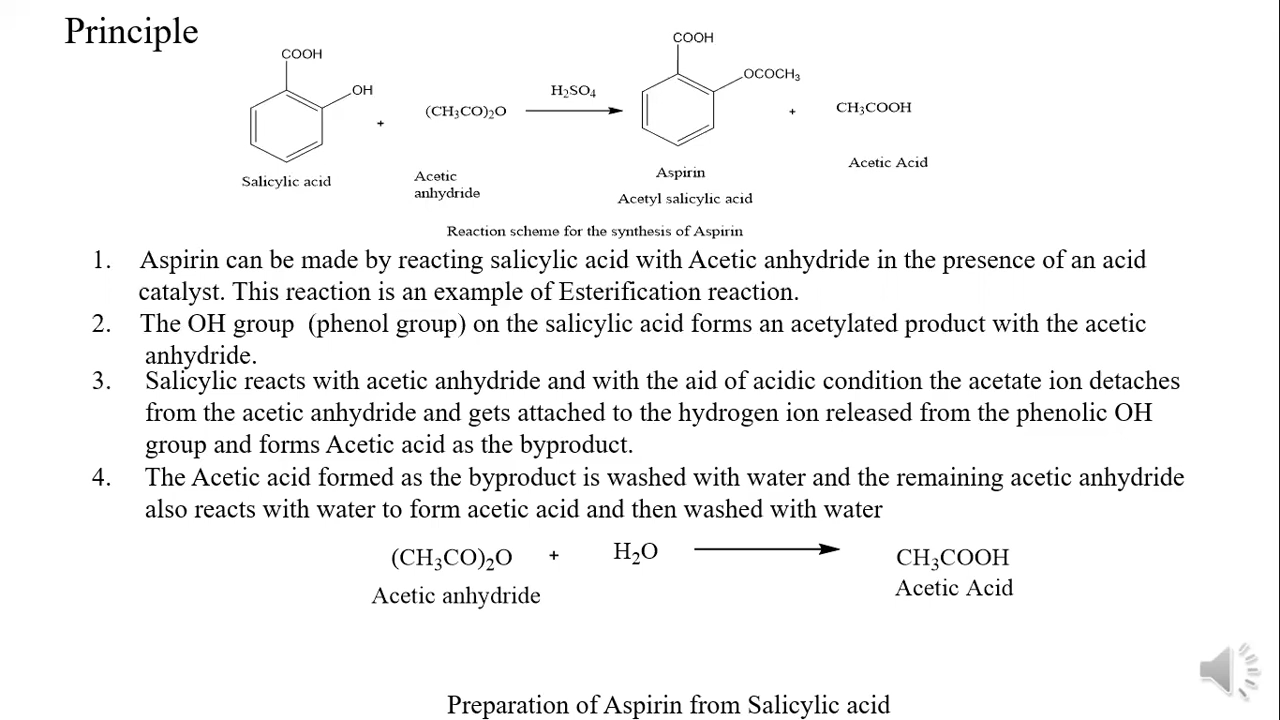 Principle
COOH
OH
+
(CH₃CO)₂O
H₂SO₄
COOH
OCOCH₃
+
CH₃COOH
Salicylic acid
Acetic
anhydride
Aspirin
Acetyl salicylic acid
Acetic Acid
Reaction scheme for the synthesis of Aspirin
1. Aspirin can be made by reacting salicylic acid with Acetic anhydride in the presence of an acid
catalyst. This reaction is an example of Esterification reaction.
2. The OH group (phenol group) on the salicylic acid forms an acetylated product with the acetic
anhydride.
3. Salicylic reacts with acetic anhydride and with the aid of acidic condition the acetate ion detaches
from the acetic anhydride and gets attached to the hydrogen ion released from the phenolic OH
group and forms Acetic acid as the byproduct.
4. The Acetic acid formed as the byproduct is washed with water and the remaining acetic anhydride
also reacts with water to form acetic acid and then washed with water
(CH₃CO)₂O + H₂O
CH₃COOH
Acetic anhydride
Acetic Acid
Preparation of Aspirin from Salicylic acid